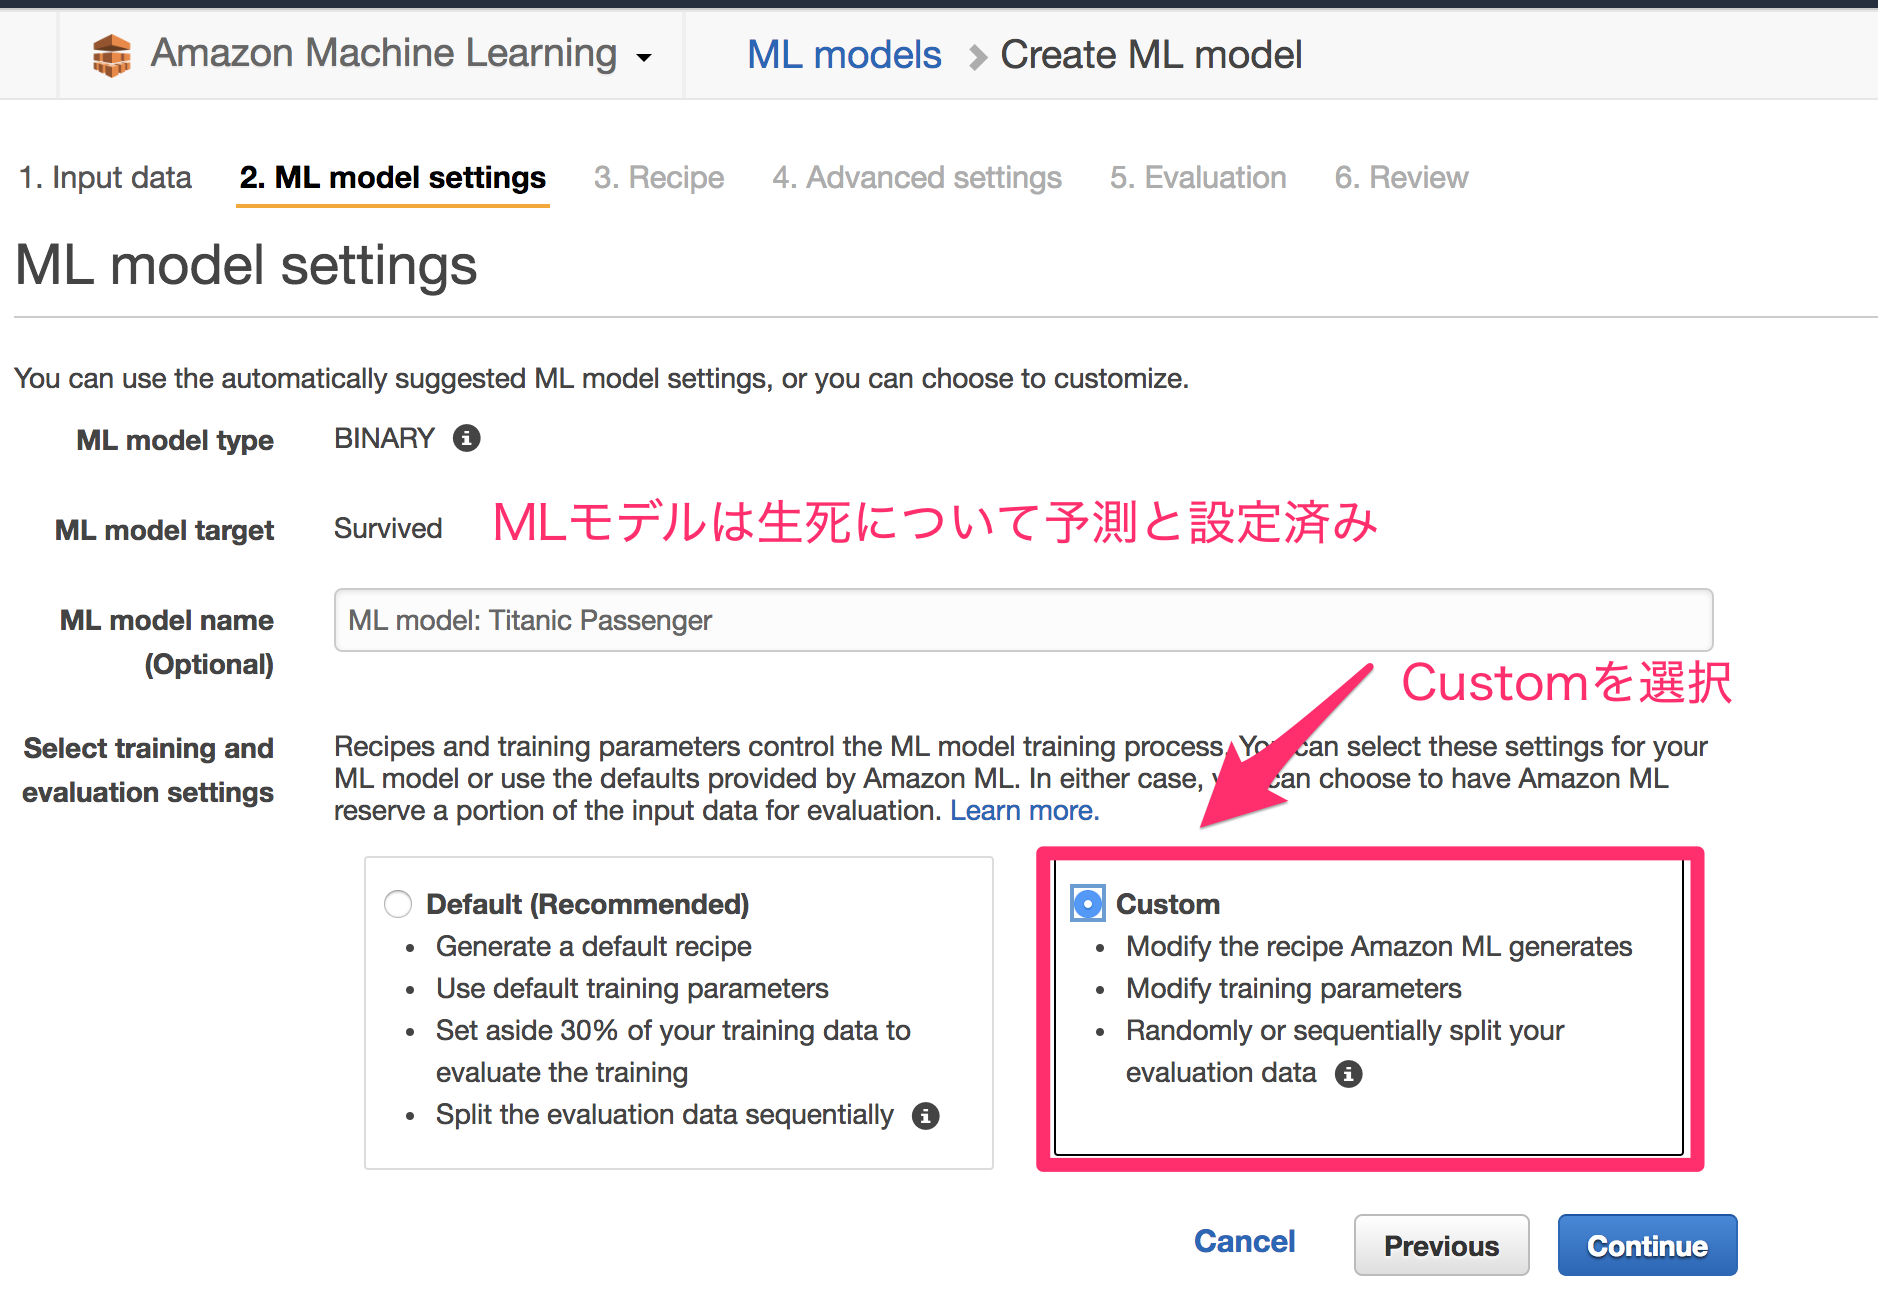 Amazon Machine Learning
ML models
Create ML model
1. Input data
2. ML model settings
3. Recipe
4. Advanced settings
5. Evaluation
6. Review
ML model settings
You can use the automatically suggested ML model settings, or you can choose to customize.
ML model type
BINARY
ML model target
Survived
MLモデルは生死について予測と設定済み
ML model name
(Optional)
ML model: Titanic Passenger
Customを選択
Select training and
evaluation settings
Recipes and training parameters control the ML model training process. You can select these settings for your
ML model or use the defaults provided by Amazon ML. In either case, can choose to have Amazon ML
reserve a portion of the input data for evaluation. Learn more.
Default (Recommended)
• Generate a default recipe
• Use default training parameters
• Set aside 30% of your training data to
evaluate the training
• Split the evaluation data sequentially
Custom
• Modify the recipe Amazon ML generates
• Modify training parameters
• Randomly or sequentially split your
evaluation data
Cancel
Previous
Continue